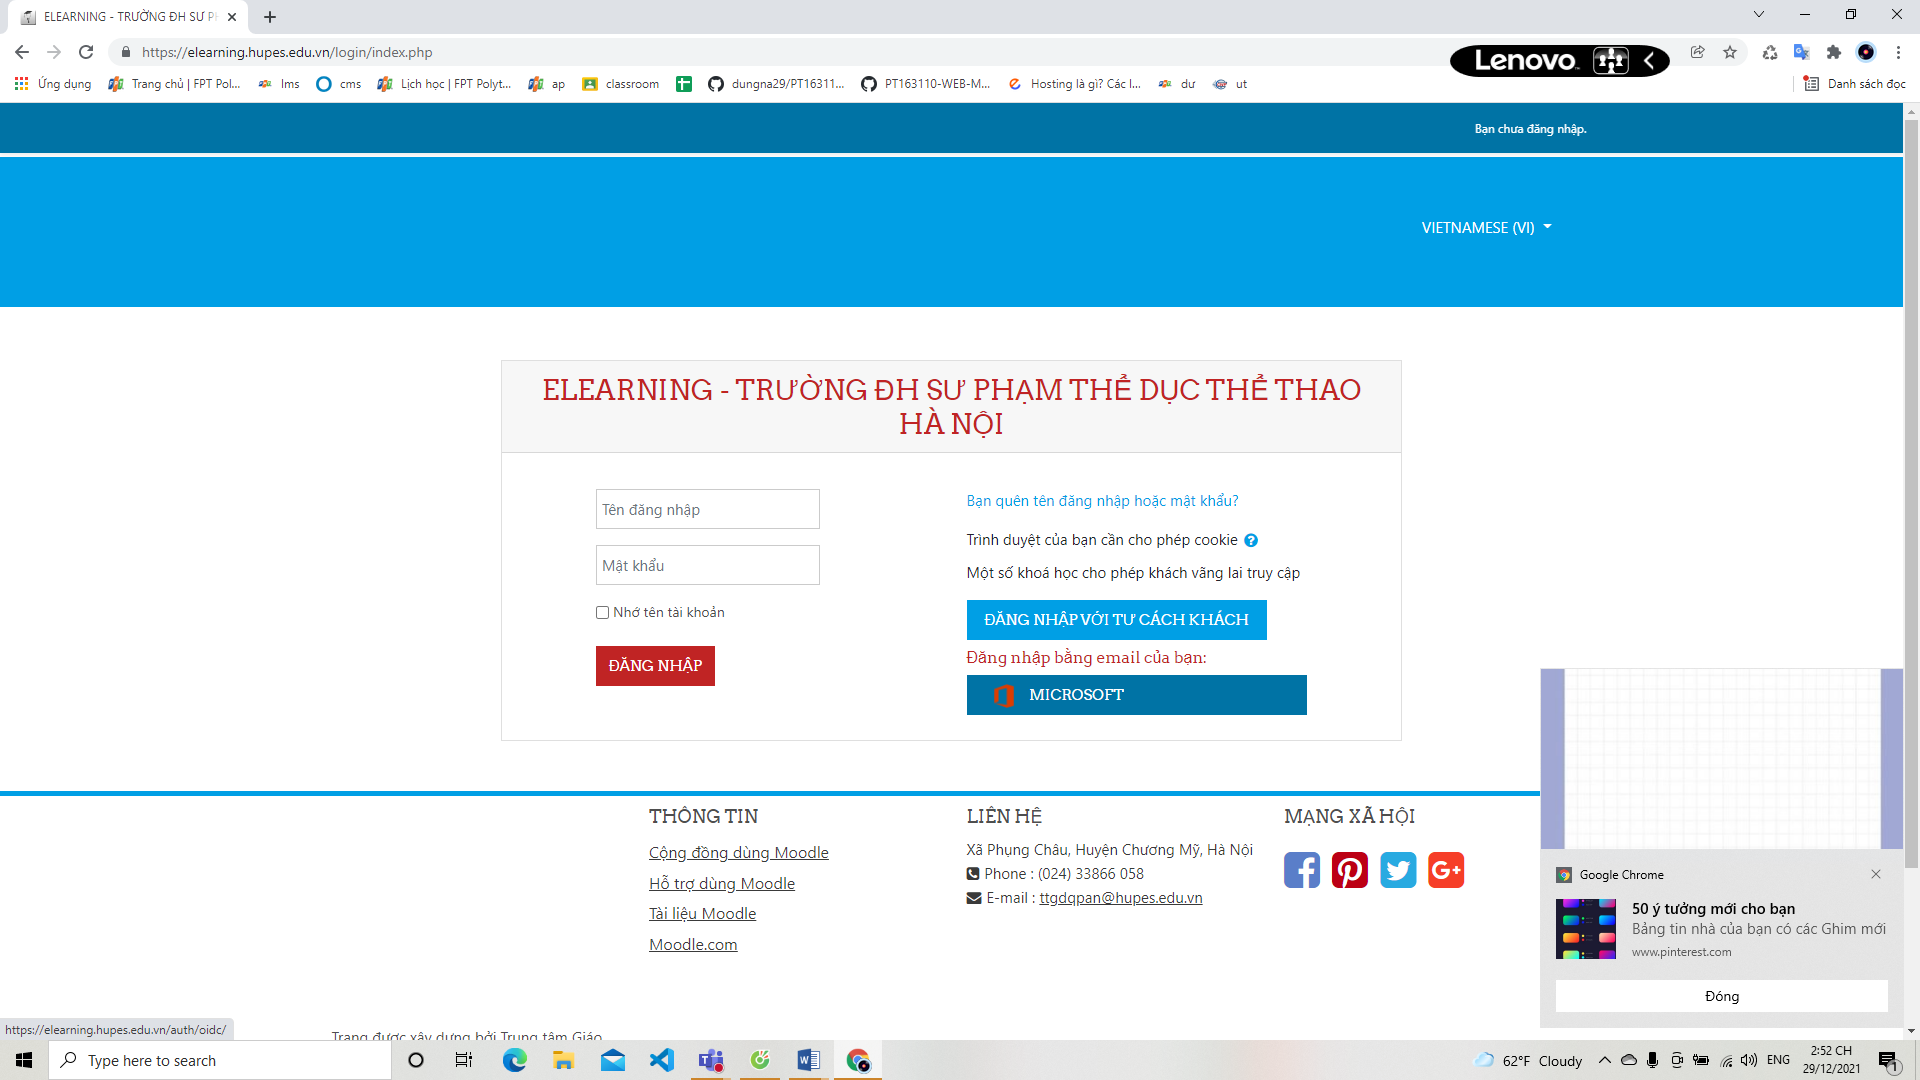 ELEARNING - TRƯỜNG ĐH SƯ PH
https://elearning.hupes.edu.vn/login/index.php
Lenovo
Ứng dụng
Trang chủ | FPT Pol...
lms
cms
Lịch học | FPT Polyt...
ap
classroom
dungna29/PT16311...
PT163110-WEB-M...
Hosting là gì? Các l...
dư
ut
Danh sách đọc
Bạn chưa đăng nhập.
VIETNAMESE (VI)
ELEARNING - TRƯỜNG ĐH SƯ PHẠM THỂ DỤC THỂ THAO
HÀ NỘI
Tên đăng nhập
Mật khẩu
Nhớ tên tài khoản
ĐĂNG NHẬP
Bạn quên tên đăng nhập hoặc mật khẩu?
Trình duyệt của bạn cần cho phép cookie
Một số khoá học cho phép khách vãng lai truy cập
ĐĂNG NHẬP VỚI TƯ CÁCH KHÁCH
Đăng nhập bằng email của bạn:
MICROSOFT
THÔNG TIN
Cộng đồng dùng Moodle
Hỗ trợ dùng Moodle
Tài liệu Moodle
Moodle.com
LIÊN HỆ
Xã Phụng Châu, Huyện Chương Mỹ, Hà Nội
Phone : (024) 33866 058
E-mail : ttgdqpan@hupes.edu.vn
MẠNG XÃ HỘI
Google Chrome
50 ý tưởng mới cho bạn
Bảng tin nhà của bạn có các Ghim mới
www.pinterest.com
Đóng
https://elearning.hupes.edu.vn/auth/oidc/
Trang được xây dựng bởi Trung tâm Giáo
Type here to search
62°F Cloudy
ENG
2:52 CH
29/12/2021
1